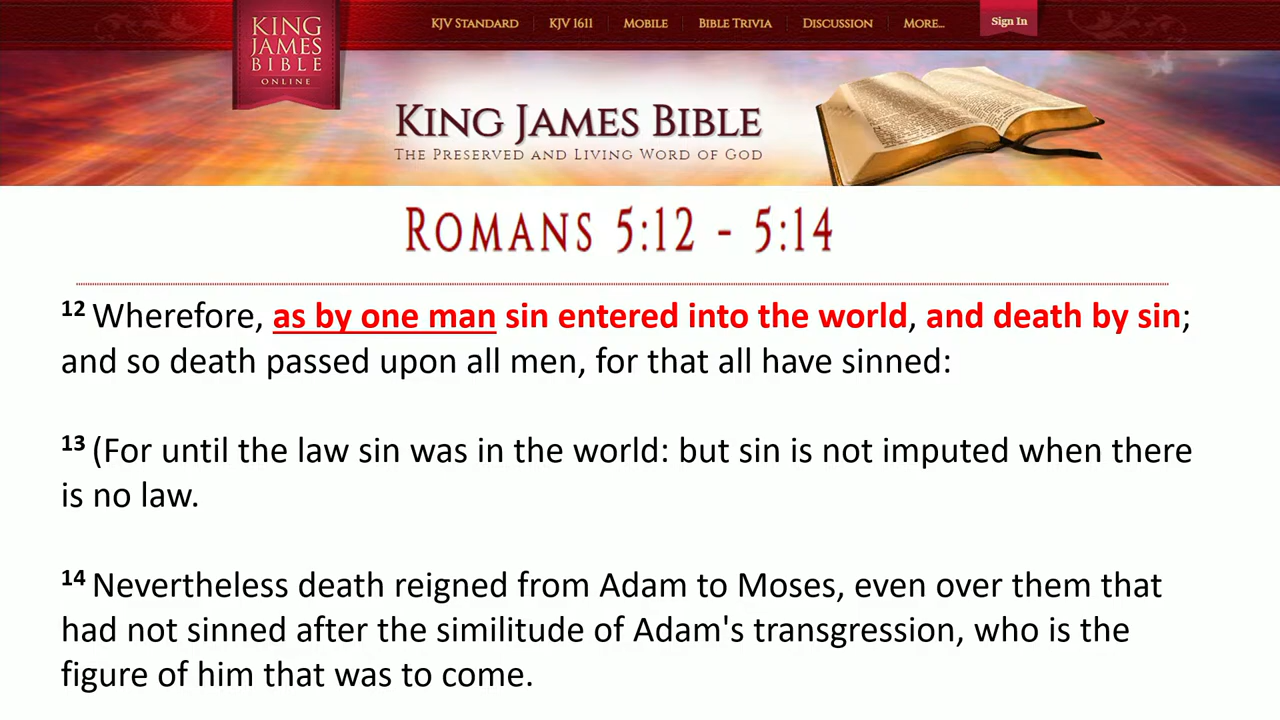 KING
JAMES
BIBLE
ONLINE
KJV STANDARD
KJV 1611
MOBILE
BIBLE TRIVIA
DISCUSSION
MORE...
Sign In
KING JAMES BIBLE
THE PRESERVED AND LIVING WORD OF GOD
ROMANS 5:12 - 5:14
12 Wherefore, as by one man sin entered into the world, and death by sin;
and so death passed upon all men, for that all have sinned:
13 (For until the law sin was in the world: but sin is not imputed when there
is no law.
14 Nevertheless death reigned from Adam to Moses, even over them that
had not sinned after the similitude of Adam's transgression, who is the
figure of him that was to come.